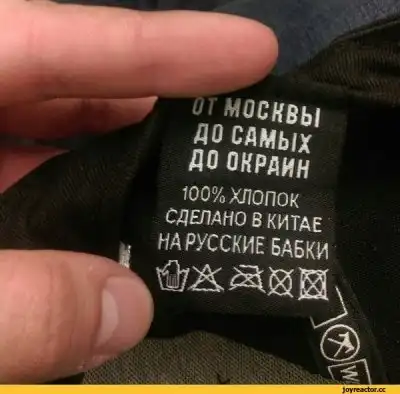 ОТ МОСКВЫ
ДО САМЫХ
ДО ОКРАИН
100% ХЛОПОК
СДЕЛАНО В КИТАЕ
НА РУССКИЕ БАБКИ
joyreactor.cc